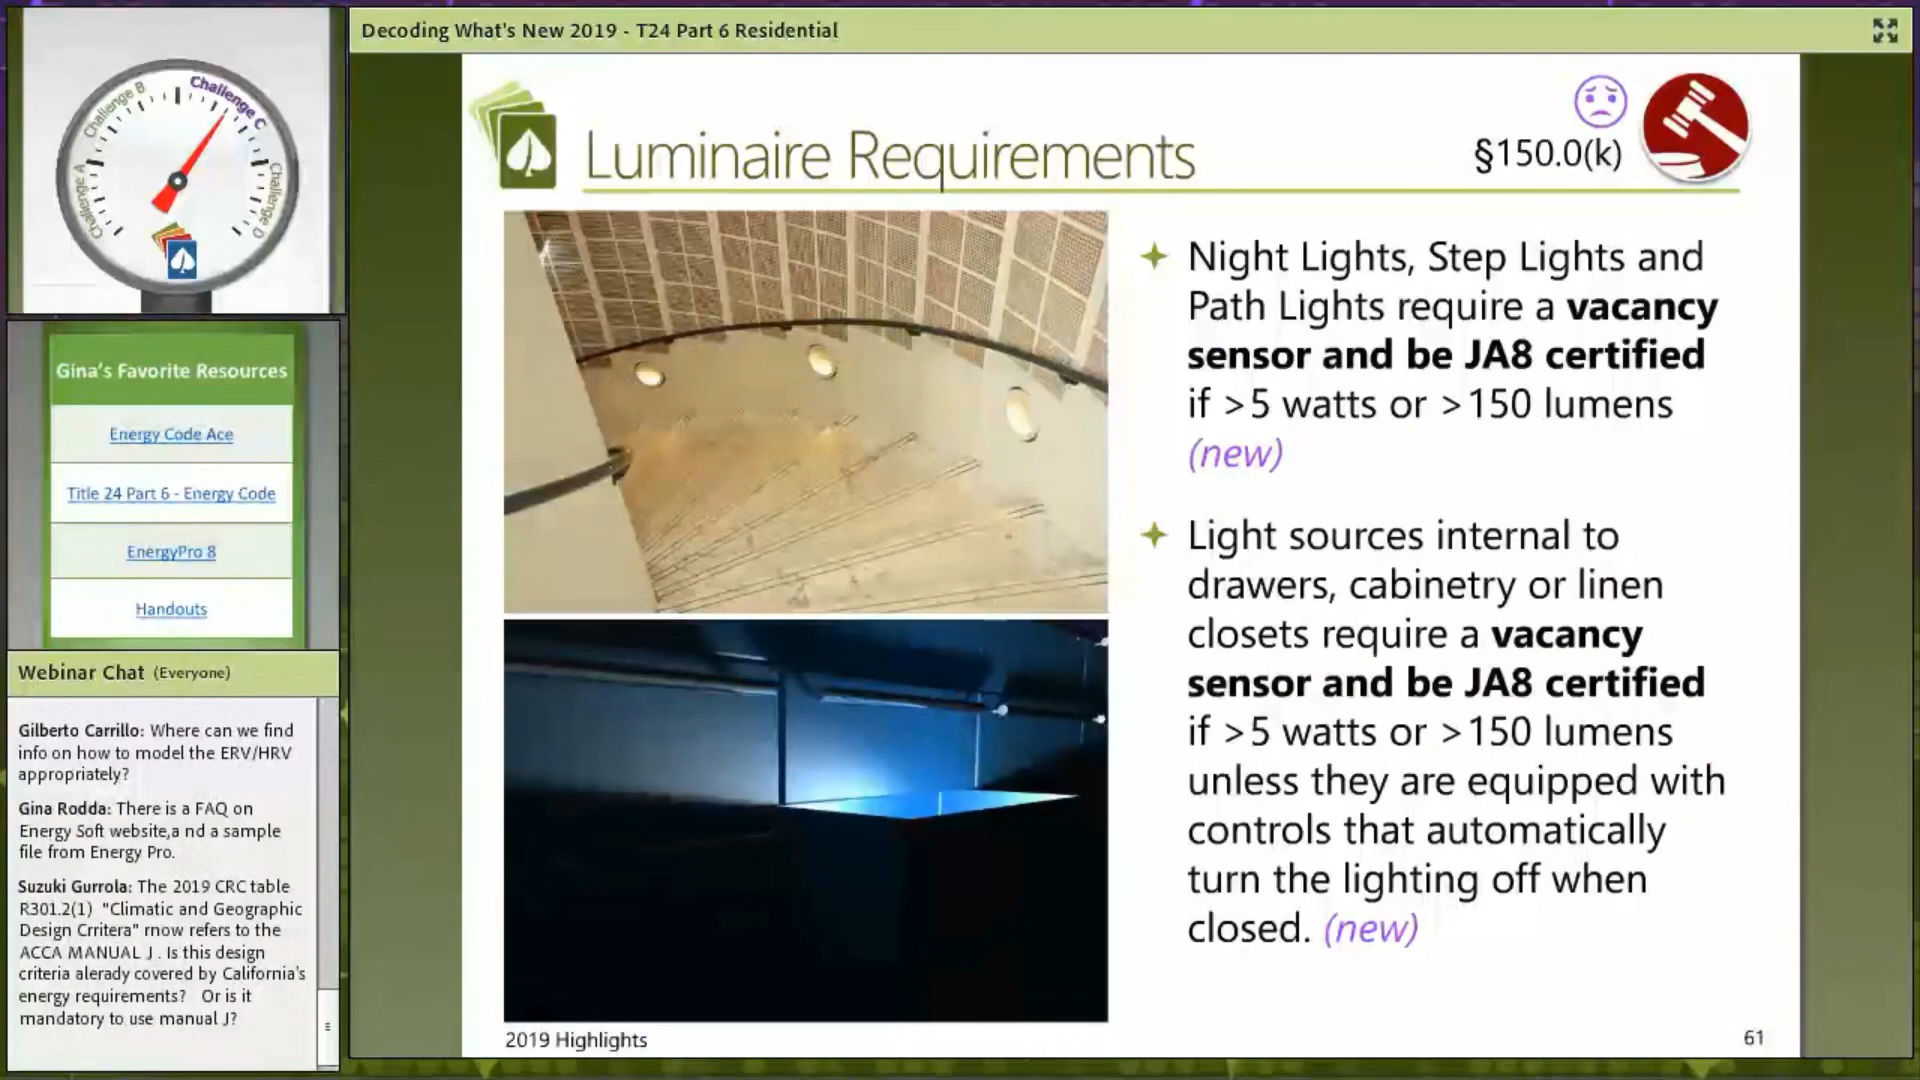 Decoding What's New 2019 - T24 Part 6 Residential
Challenge A
Challenge B
Challenge C
Challenge D
Gina's Favorite Resources
Energy Code Ace
Title 24 Part 6 - Energy Code
EnergyPro 8
Handouts
Webinar Chat (Everyone)
Gilberto Carrillo: Where can we find
info on how to model the ERV/HRV
appropriately?
Gina Rodda: There is a FAQ on
Energy Soft website,a nd a sample
file from Energy Pro.
Suzuki Gurrola: The 2019 CRC table
R301.2(1) "Climatic and Geographic
Design Crritera" rnow refers to the
ACCA MANUAL J . Is this design
criteria alerady covered by California's
energy requirements? Or is it
mandatory to use manual J?
Luminaire Requirements
§150.0(k)
Night Lights, Step Lights and
Path Lights require a vacancy
sensor and be JA8 certified
if >5 watts or >150 lumens
(new)
Light sources internal to
drawers, cabinetry or linen
closets require a vacancy
sensor and be JA8 certified
if >5 watts or >150 lumens
unless they are equipped with
controls that automatically
turn the lighting off when
closed. (new)
2019 Highlights
61